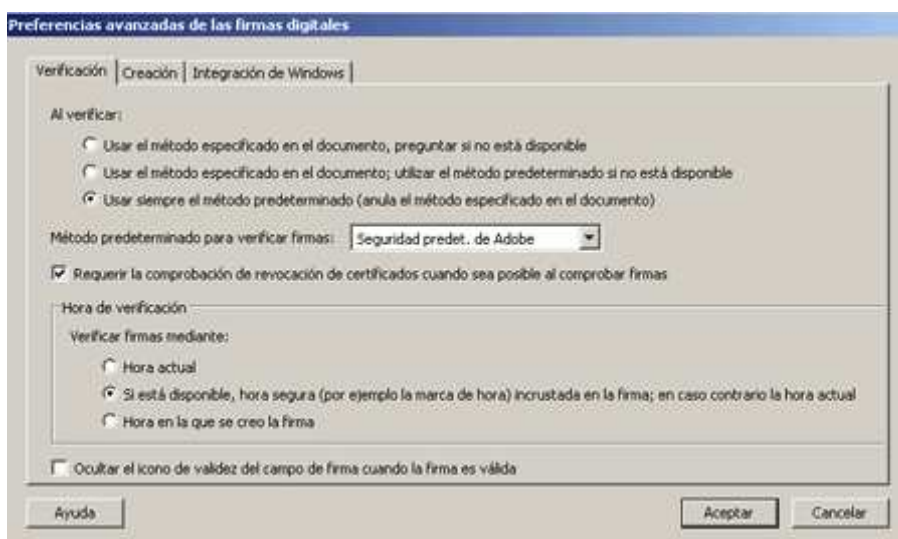 Preferencias avanzadas de las firmas digitales
Verificación Creación Integración de Windows
Al verificar:
Usar el método especificado en el documento, preguntar si no está disponible
Usar el método especificado en el documento; utilizar el método predeterminado si no está disponible
Usar siempre el método predeterminado (anula el método especificado en el documento)
Método predeterminado para verificar firmas: Seguridad predet. de Adobe
Requerir la comprobación de revocación de certificados cuando sea posible al comprobar firmas
Hora de verificación
Verificar firmas mediante:
Hora actual
Si está disponible, hora segura (por ejemplo la marca de hora) incrustada en la firma; en caso contrario la hora actual
Hora en la que se creo la firma
Ocultar el icono de validez del campo de firma cuando la firma es válida
Ayuda Aceptar Cancelar